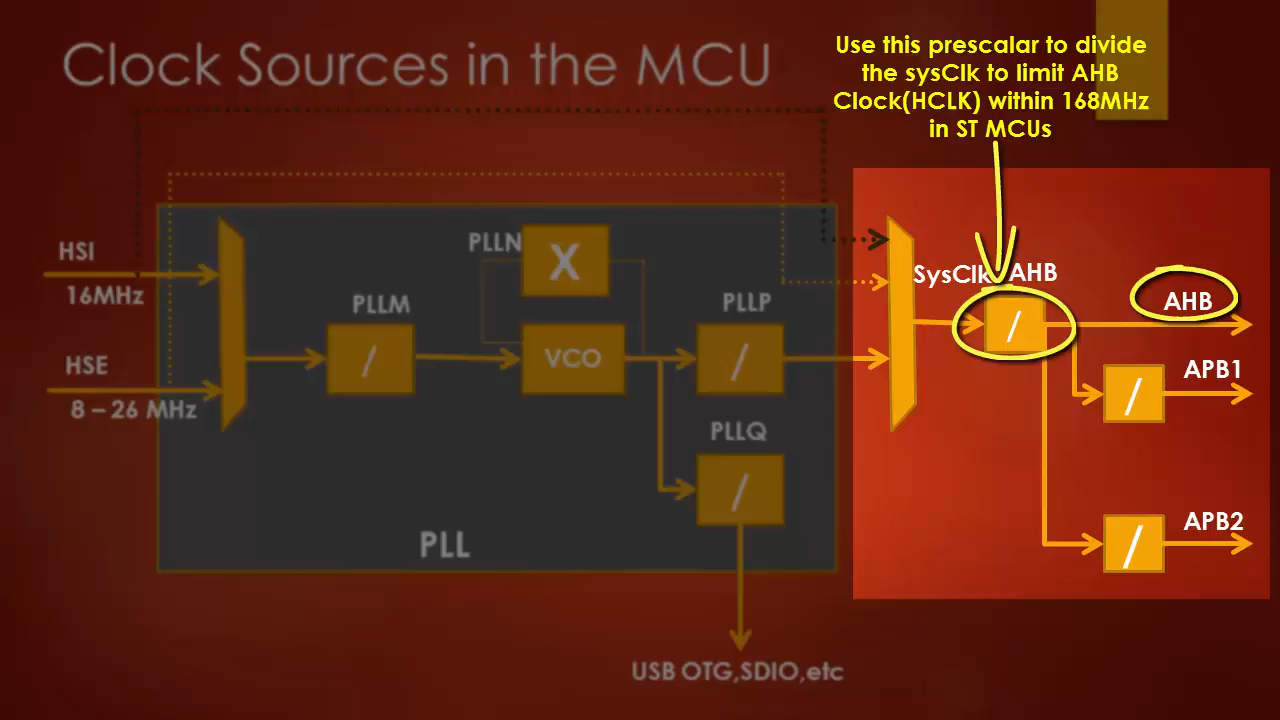 Clock Sources in the MCU
Use this prescalar to divide
the sysClk to limit AHB
Clock(HCLK) within 168MHz
in ST MCUs
HSI
16MHz
HSE
8 – 26 MHz
PLLM
/
PLLN
X
VCO
PLLP
/
PLLQ
/
PLL
USB OTG,SDIO,etc
SysClk
AHB
/
AHB
APB1
/
APB2
/